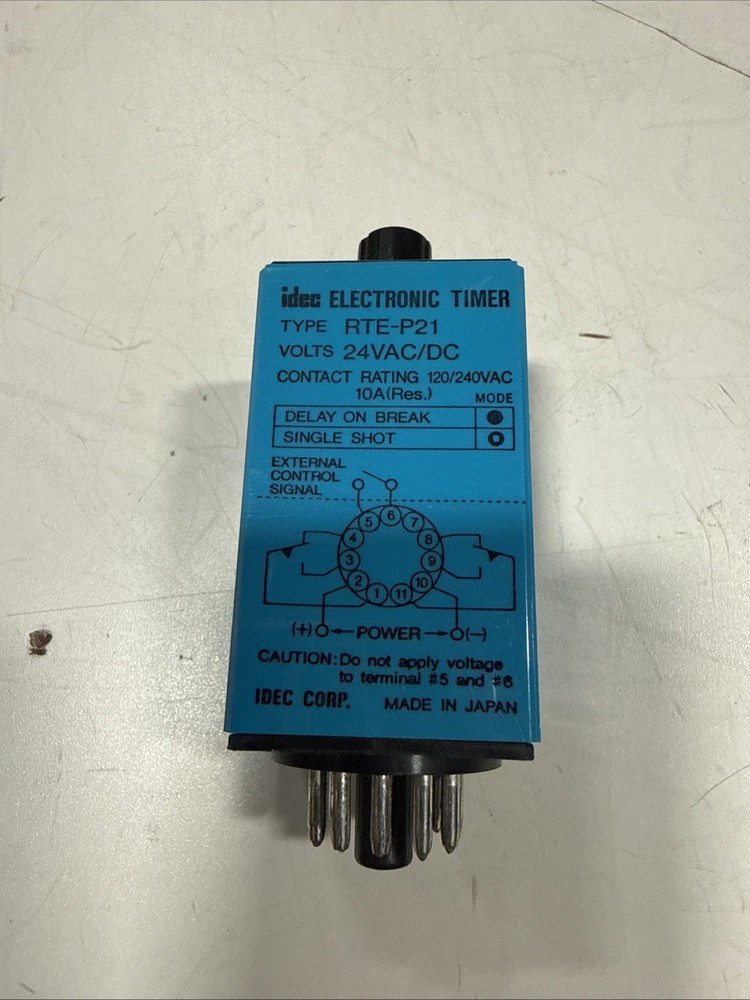 idec ELECTRONIC TIMER
TYPE RTE-P21
VOLTS 24VAC/DC
CONTACT RATING 120/240VAC
10A(Res.)
MODE
DELAY ON BREAK
SINGLE SHOT
EXTERNAL
CONTROL
SIGNAL
5 6 7
4 8
3 9
2 10
1 11
(+) POWER (-)
CAUTION: Do not apply voltage
to terminal #5 and #6
IDEC CORP. MADE IN JAPAN